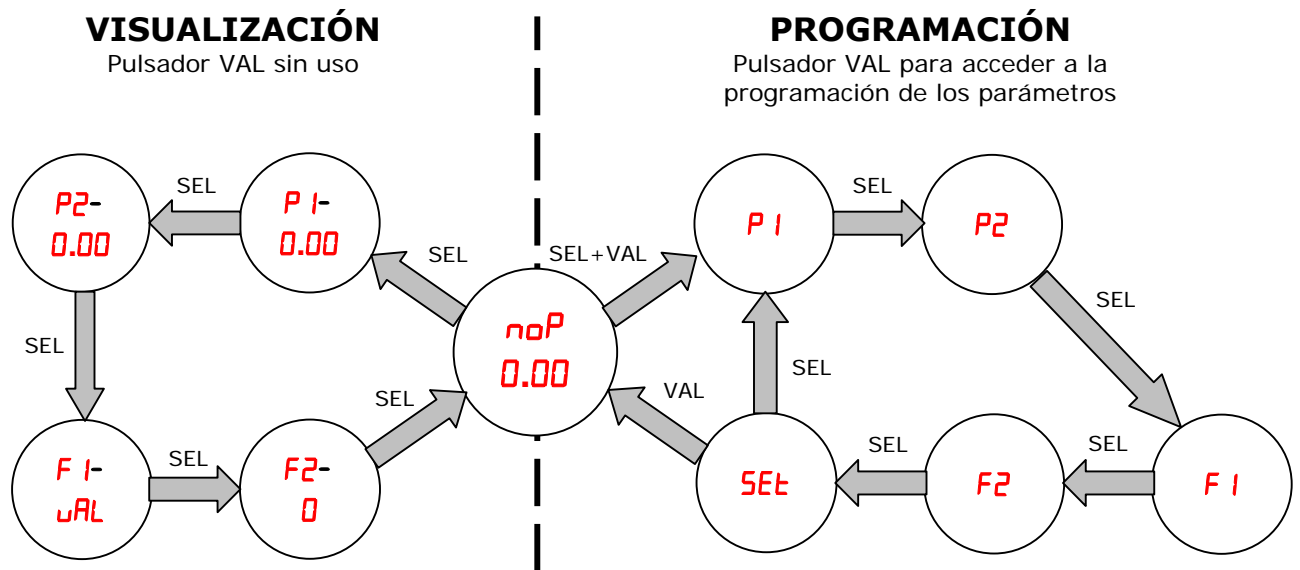 VISUALIZACIÓN
Pulsador VAL sin uso
PROGRAMACIÓN
Pulsador VAL para acceder a la
programación de los parámetros
SEL
P2-
0.00
P1-
0.00
SEL
SEL+VAL
P1
SEL
P2
SEL
noP
0.00
SEL
SEL
VAL
SEL
F1-
vAL
SEL
F2-
0
SEt
SEL
F2
SEL
F1